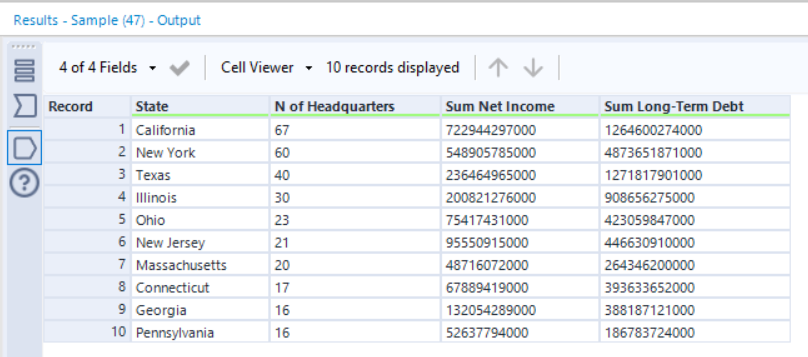 Results - Sample (47) - Output
4 of 4 Fields Cell Viewer 10 records displayed
Record State N of Headquarters Sum Net Income Sum Long-Term Debt
1 California 67 722944297000 1264600274000
2 New York 60 548905785000 4873651871000
3 Texas 40 236464965000 1271817901000
4 Illinois 30 200821276000 908656275000
5 Ohio 23 75417431000 423059847000
6 New Jersey 21 95550915000 446630910000
7 Massachusetts 20 48716072000 264346200000
8 Connecticut 17 67889419000 393633652000
9 Georgia 16 132054289000 388187121000
10 Pennsylvania 16 52637794000 186783724000